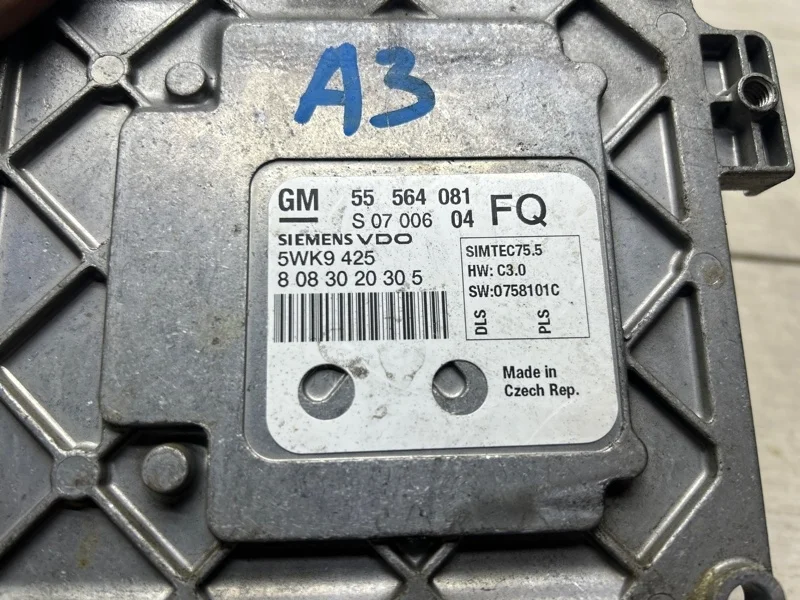 A3
GM 55 564 081 FQ
S 07 006 04
SIEMENS VDO
5WK9 425
8 08 30 20 30 5
SIMTEC75.5
HW: C3.0
SW:0758101C
DLS PLS
Made in
Czech Rep.